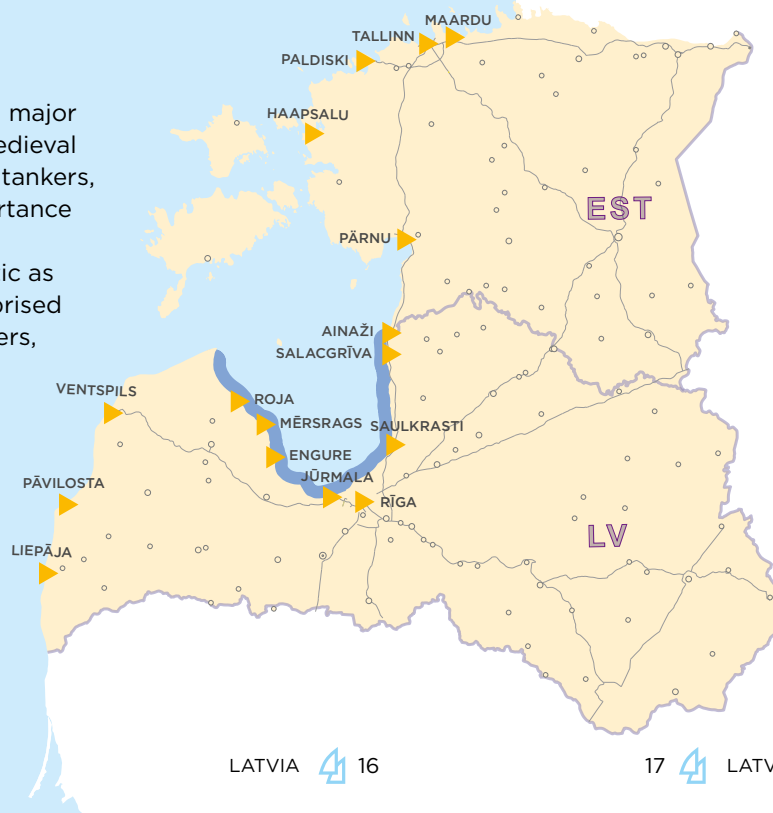 major
edieval
tankers,
rtance
ic as
orised
ers,
MAARDU
TALLINN
PALDISKI
HAAPSALU
EST
PÄRNU
AINAŽI
SALACGRĪVA
VENTSPILS
ROJA
MĒRSRAGS
SAULKRASTI
ENGURE
JŪRMALA
PĀVILOSTA
RĪGA
LV
LIEPĀJA
LATVIA 16
17 LATV